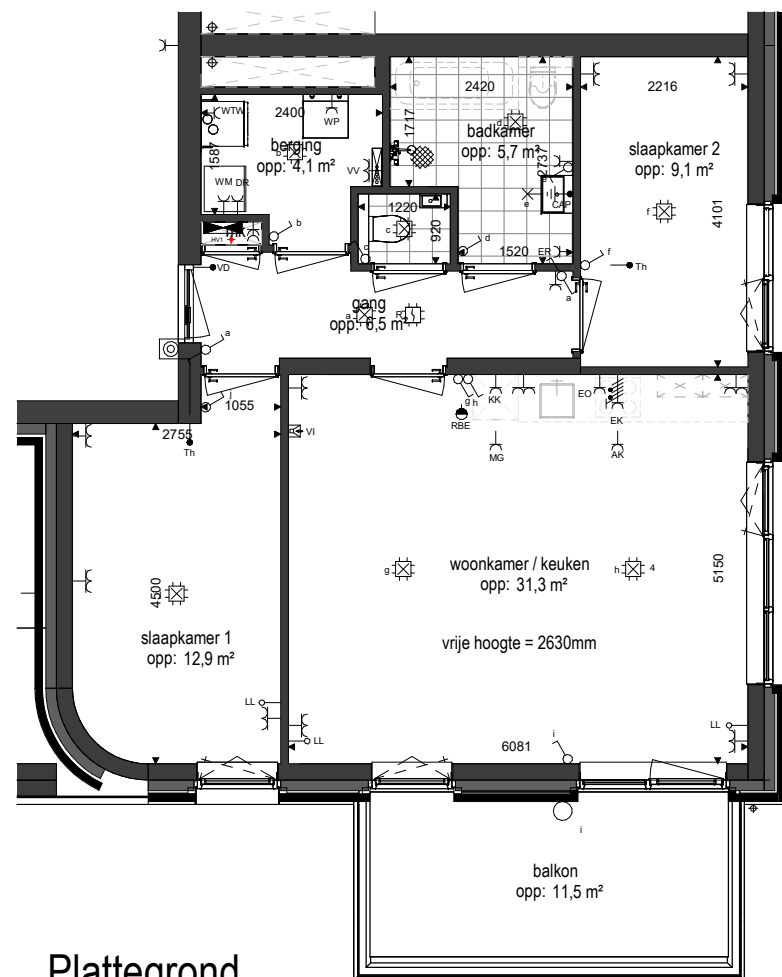 2420
2216
WTW
2400
WP
1717
d
badkamer
opp: 5,7 m²
slaapkamer 2
opp: 9,1 m²
berging
opp: 4,1 m²
b
1587
VV
2737
WM DR
e
CAP
1220
920
c
f
4101
HV1
MK
b
c
d
1520
ER
f
Th
VD
a
gang
opp: 6,5 m²
a
R
a
j
1055
g h
KK
EO
RBE
EK
2755
VI
Th
MG
AK
woonkamer / keuken
opp: 31,3 m²
g
h
4
5150
4500
slaapkamer 1
opp: 12,9 m²
vrije hoogte = 2630mm
LL
LL
LL
6081
i
i
balkon
opp: 11,5 m²
Plattegrond